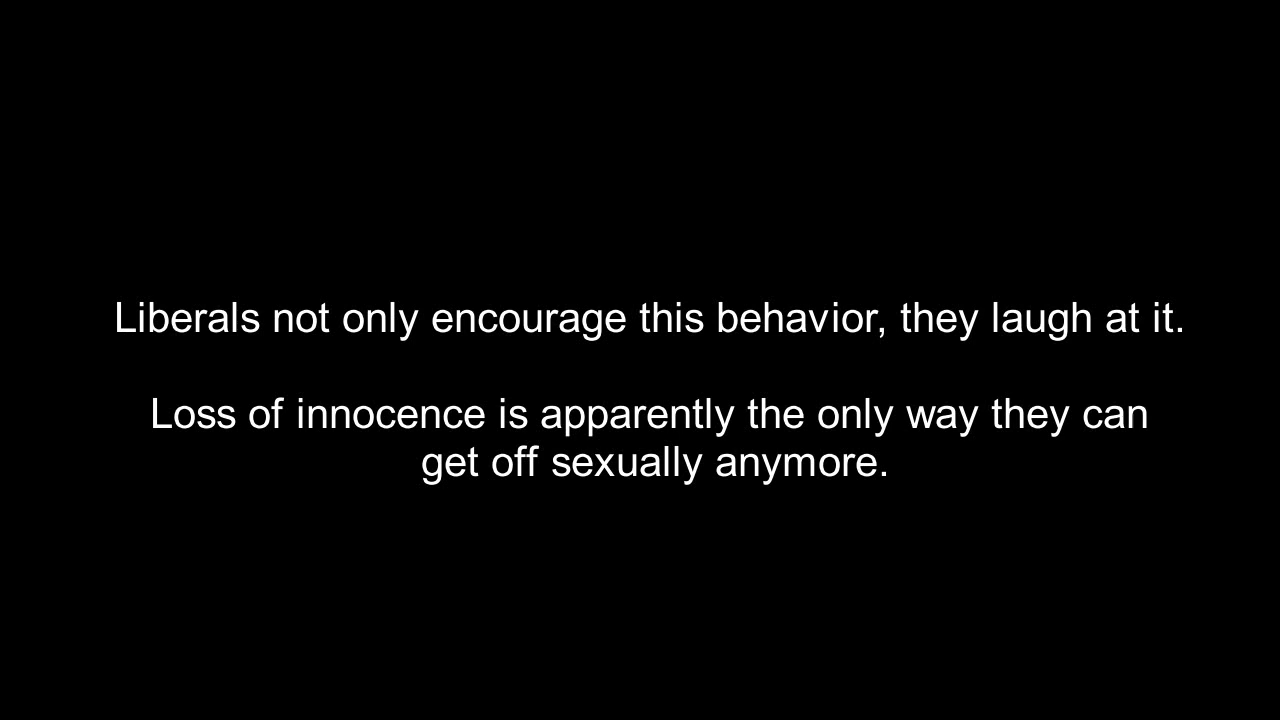 Liberals not only encourage this behavior, they laugh at it.
Loss of innocence is apparently the only way they can
get off sexually anymore.